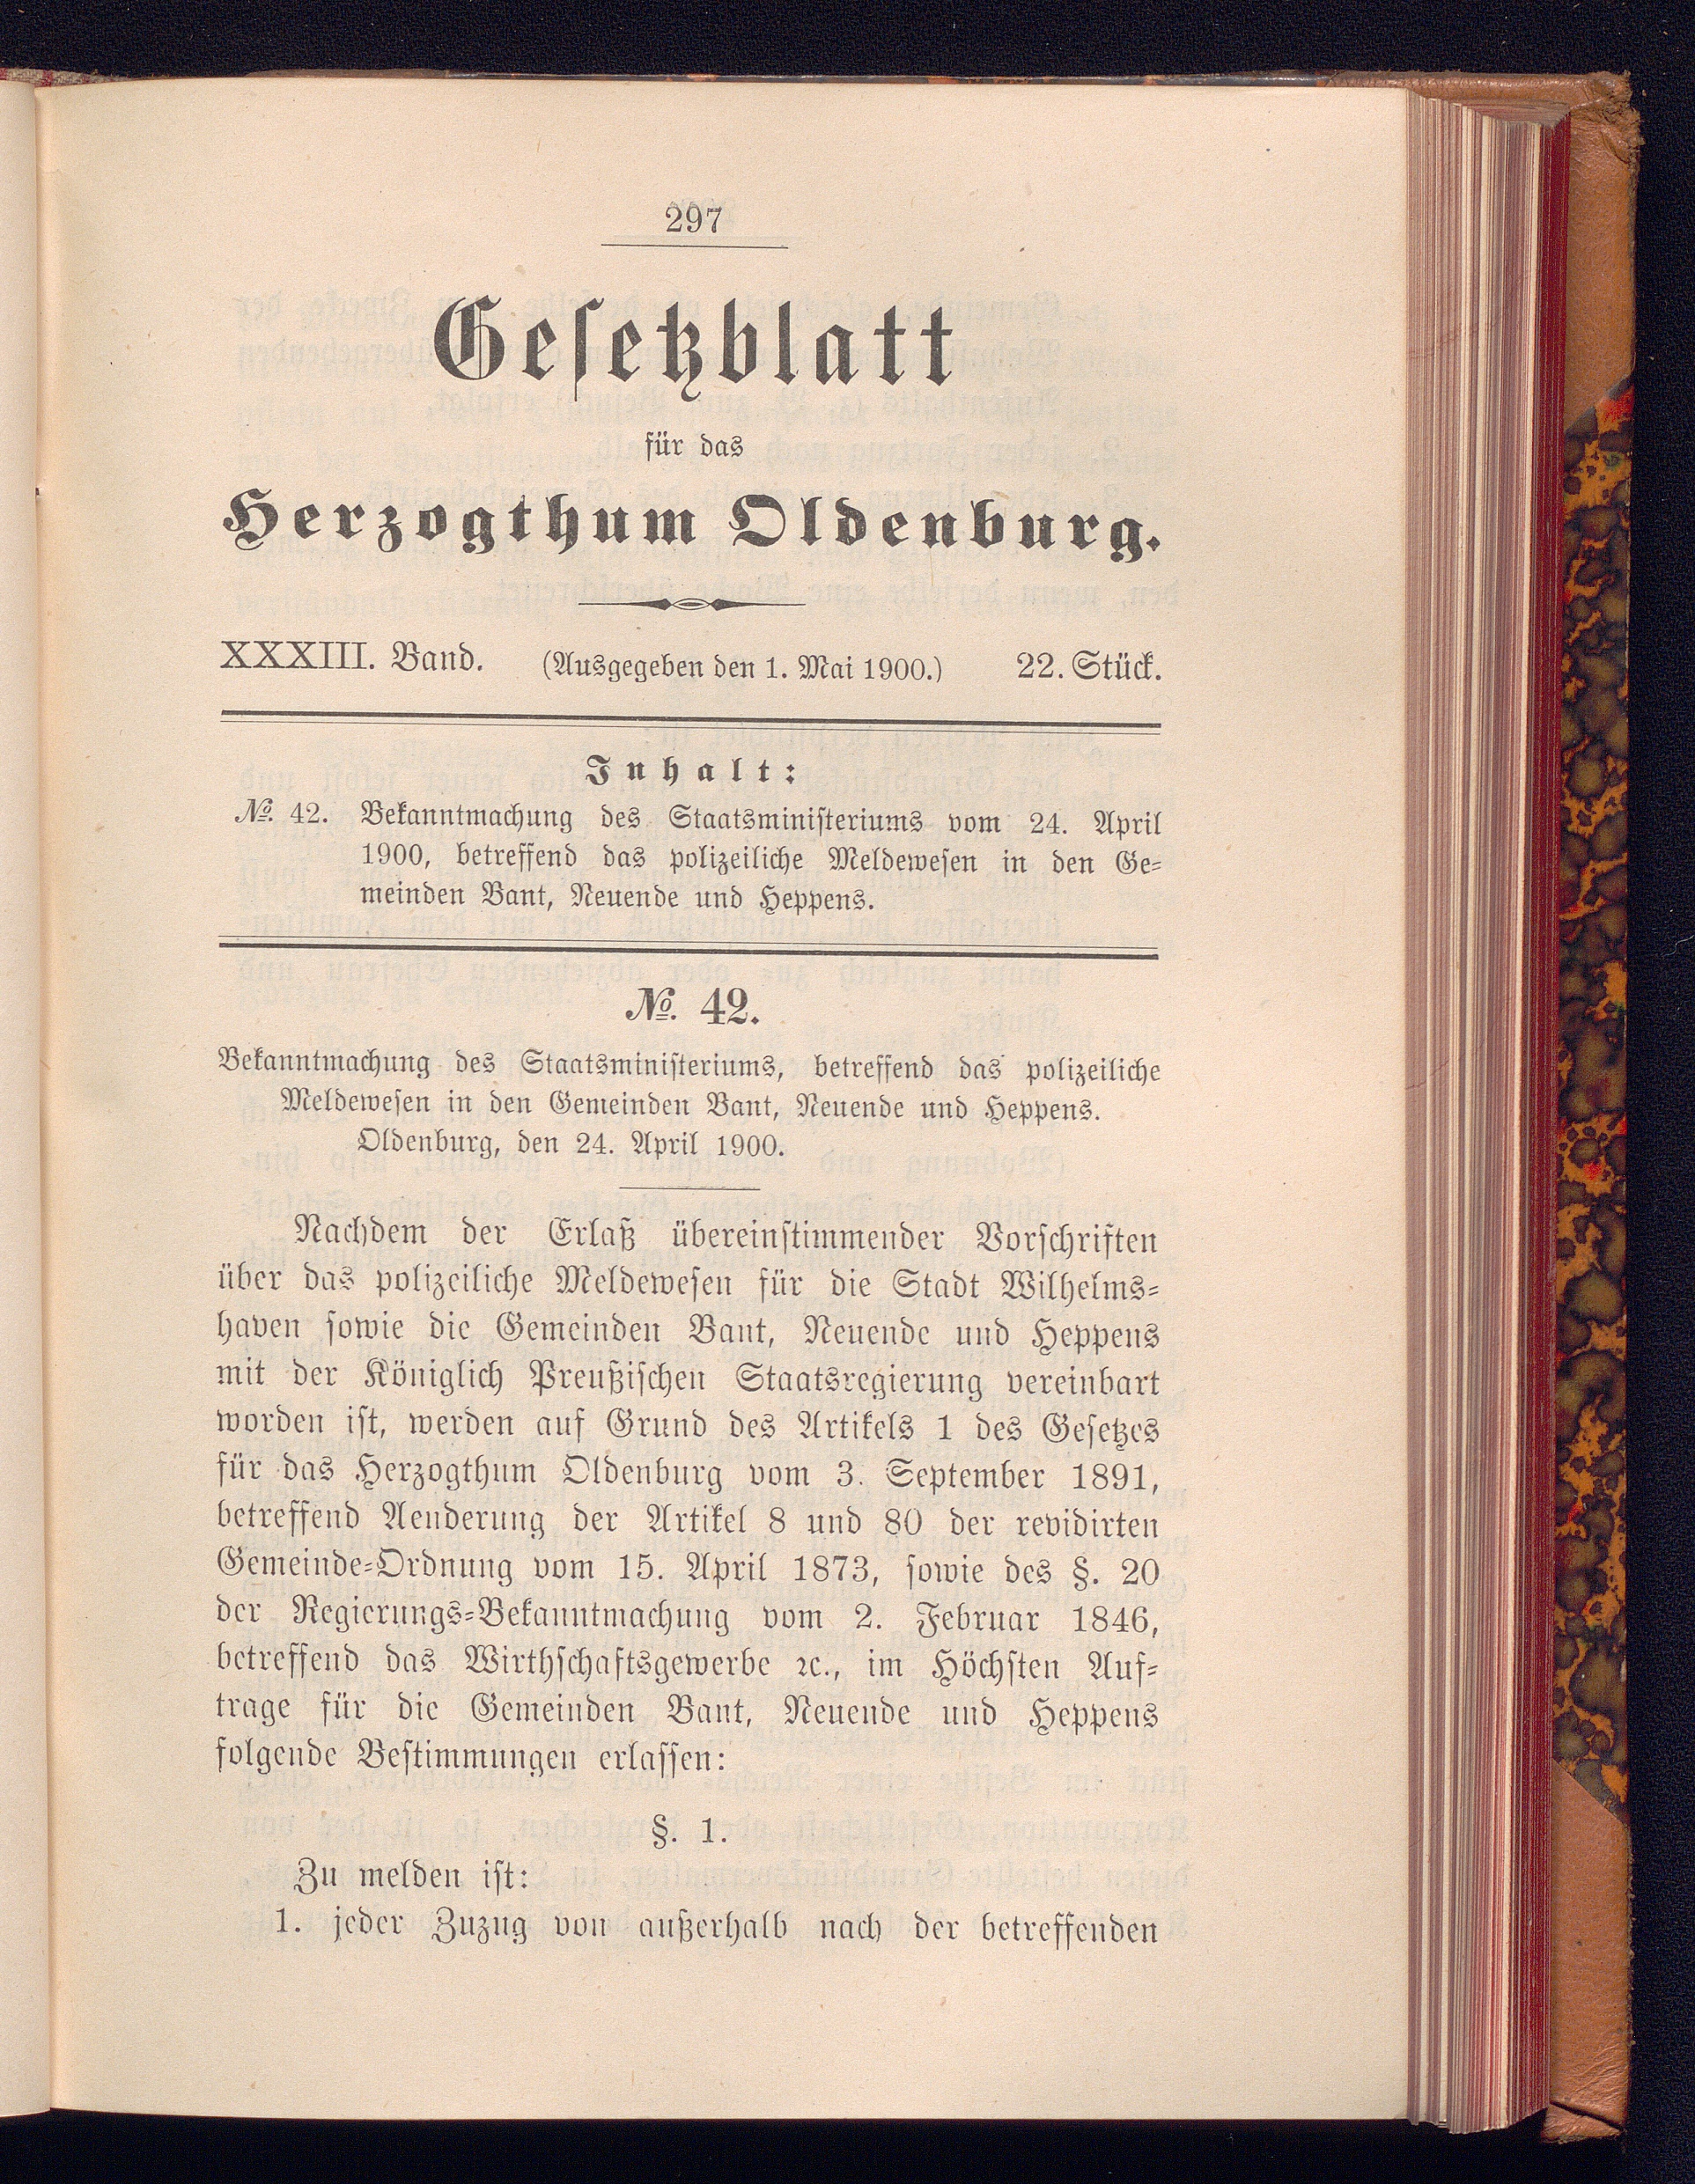 297
Gesetzblatt
für das
Herzogthum Oldenburg.
XXXIII. Band. (Ausgegeben den 1. Mai 1900.) 22. Stück.
Inhalt:
№. 42. Bekanntmachung des Staatsministeriums vom 24. April
1900, betreffend das polizeiliche Meldewesen in den Ge=
meinden Bant, Neuende und Heppens.
№. 42.
Bekanntmachung des Staatsministeriums, betreffend das polizeiliche
Meldewesen in den Gemeinden Bant, Neuende und Heppens.
Oldenburg, den 24. April 1900.
Nachdem der Erlaß übereinstimmender Vorschriften
über das polizeiliche Meldewesen für die Stadt Wilhelms=
haven sowie die Gemeinden Bant, Neuende und Heppens
mit der Königlich Preußischen Staatsregierung vereinbart
worden ist, werden auf Grund des Artikels 1 des Gesetzes
für das Herzogthum Oldenburg vom 3. September 1891,
betreffend Aenderung der Artikel 8 und 80 der revidirten
Gemeinde=Ordnung vom 15. April 1873, sowie des §. 20
der Regierungs=Bekanntmachung vom 2. Februar 1846,
betreffend das Wirthschaftsgewerbe ꝛc., im Höchsten Auf=
trage für die Gemeinden Bant, Neuende und Heppens
folgende Bestimmungen erlassen:
§. 1.
Zu melden ist:
1. jeder Zuzug von außerhalb nach der betreffenden